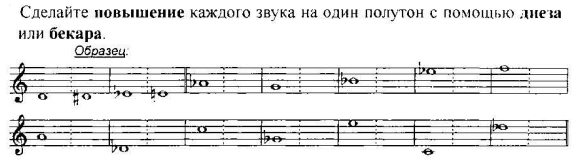 Сделайте повышение каждого звука на один полутон с помощью диеза
или бекара.
Образец: